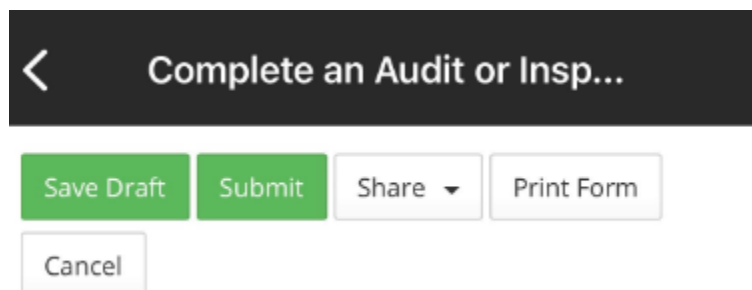 Complete an Audit or Insp...
Save Draft Submit Share Print Form
Cancel